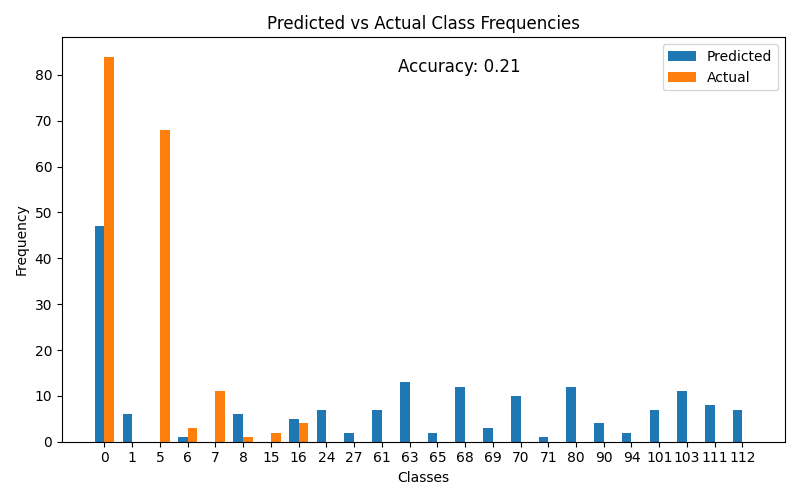 Predicted vs Actual Class Frequencies
Accuracy: 0.21
Predicted
Actual
80
70
60
50
40
30
20
10
0
Frequency
0 1 5 6 7 8 15 16 24 27 61 63 65 68 69 70 71 80 90 94 101 103 111 112
Classes